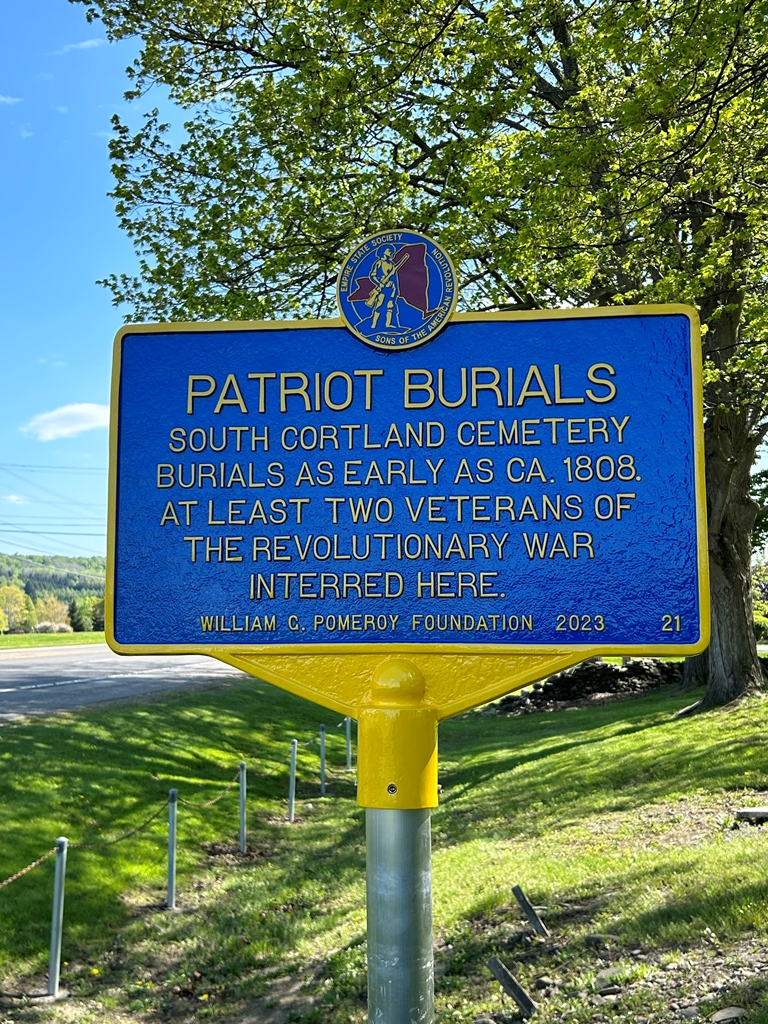 EMPIRE STATE SOCIETY
SONS OF THE AMERICAN REVOLUTION
PATRIOT BURIALS
SOUTH CORTLAND CEMETERY
BURIALS AS EARLY AS CA. 1808.
AT LEAST TWO VETERANS OF
THE REVOLUTIONARY WAR
INTERRED HERE.
WILLIAM G. POMEROY FOUNDATION 2023 21